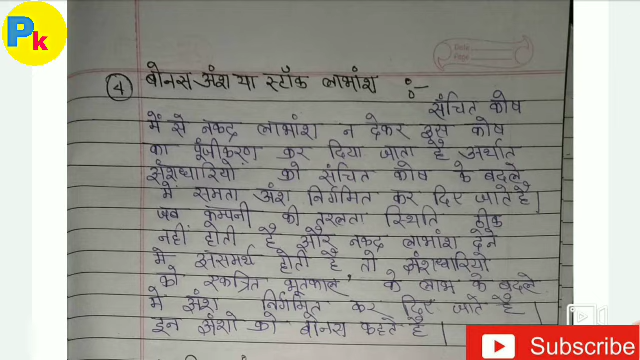 Pk
Date
Page
④ बोनस अंश या स्टॉक लाभांश :-
संचित कोष
में से नकद लाभांश न देकर इस कोष
का पूंजीकरण कर दिया जाता है अर्थात
अंशधारियो को संचित कोष के बदले
में समता अंश निर्गमित कर दिए जाते है|
जब कम्पनी की तरलता स्थिति ठीक
नहीं होती है और नकद लाभांश देने
मे असमर्थ होती है तो अंशधारियो
को एकत्रित भूतकाल के लाभ के बदले
में अंश निर्गमित कर दिए जाते है |
इन अंशो को बोनस कहते है |
Subscribe